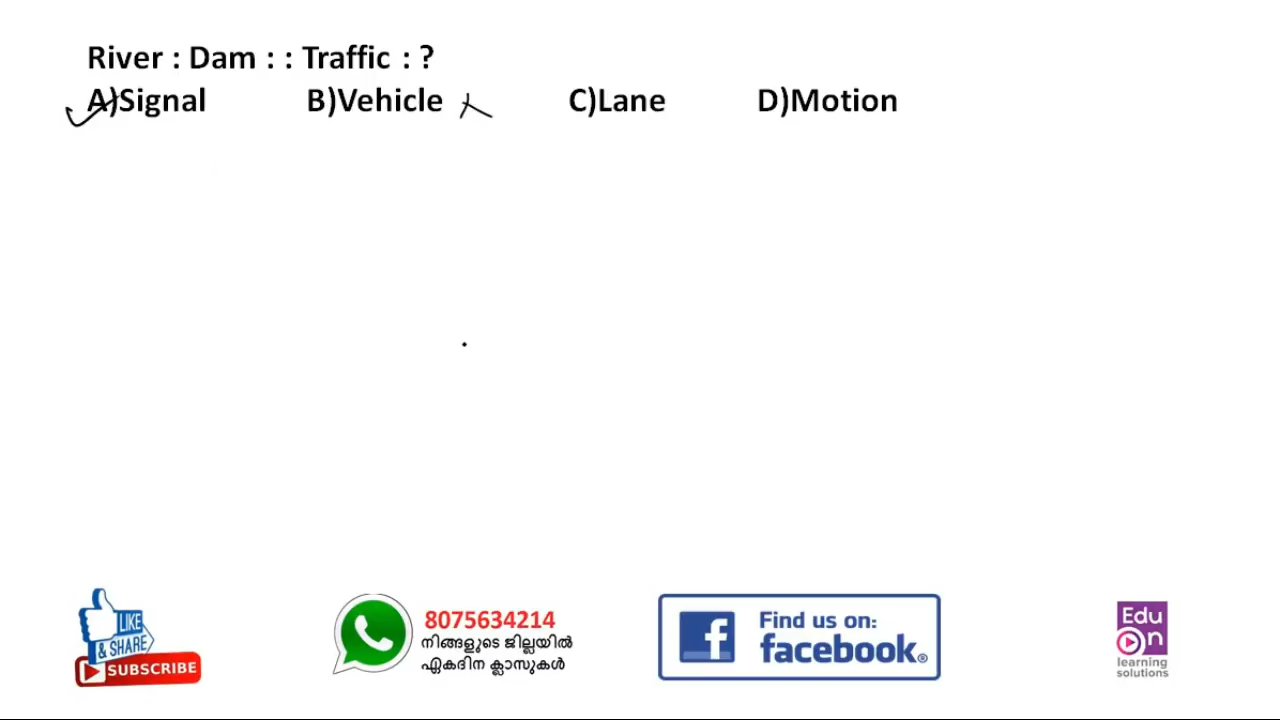 River : Dam : : Traffic : ?
A)Signal B)Vehicle C)Lane D)Motion
LIKE
& SHARE
SUBSCRIBE
8075634214
നിങ്ങളുടെ ജില്ലയിൽ
ഏകദിന ക്ലാസുകൾ
Find us on:
facebook®
Edu
On
learning
solutions